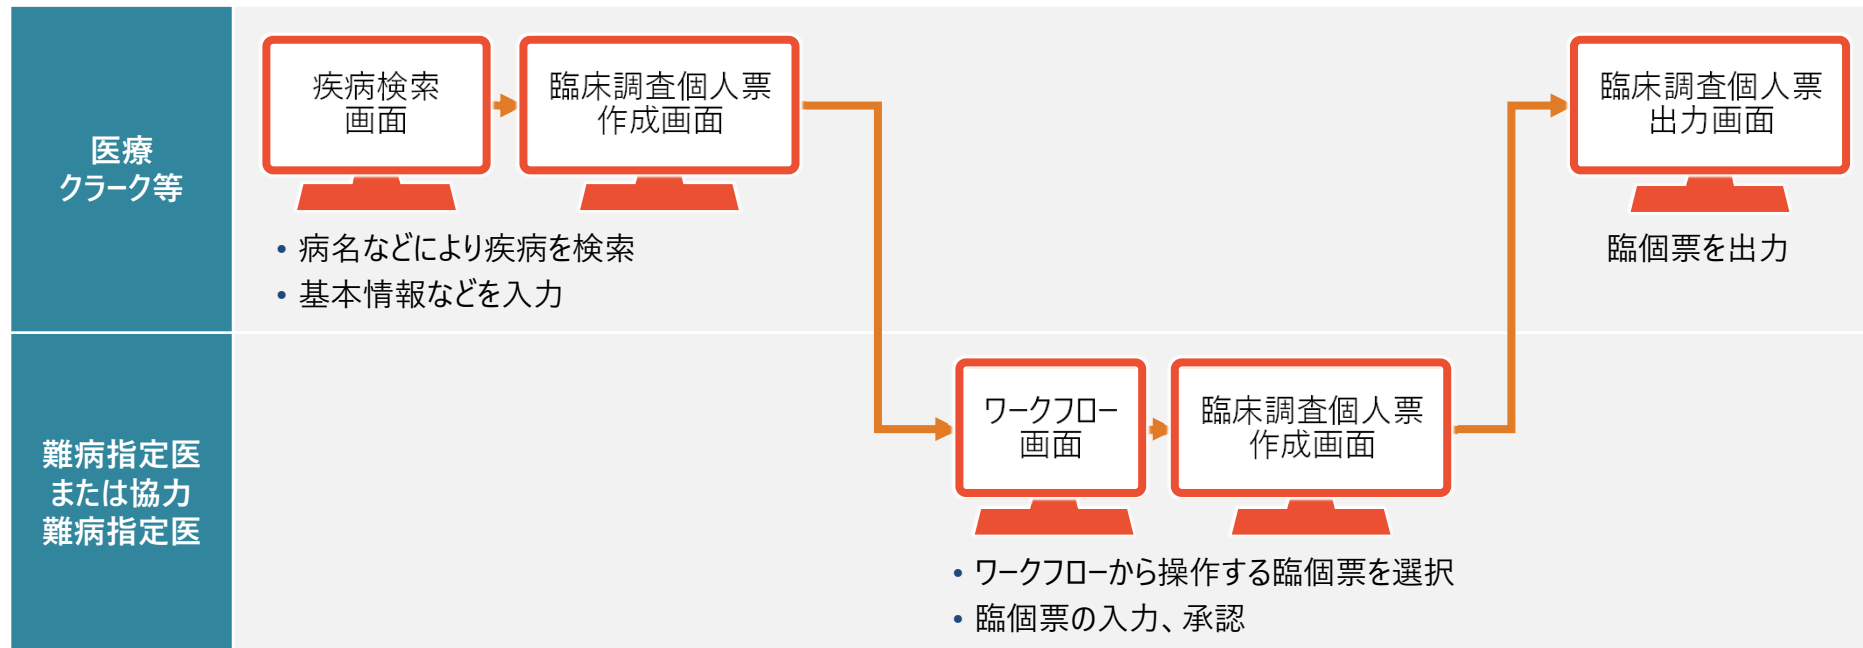 医療
クラーク等
疾病検索
画面
臨床調査個人票
作成画面
臨床調査個人票
出力画面
• 病名などにより疾病を検索
• 基本情報などを入力
臨個票を出力
難病指定医
または協力
難病指定医
ワークフロー
画面
臨床調査個人票
作成画面
• ワークフローから操作する臨個票を選択
• 臨個票の入力、承認